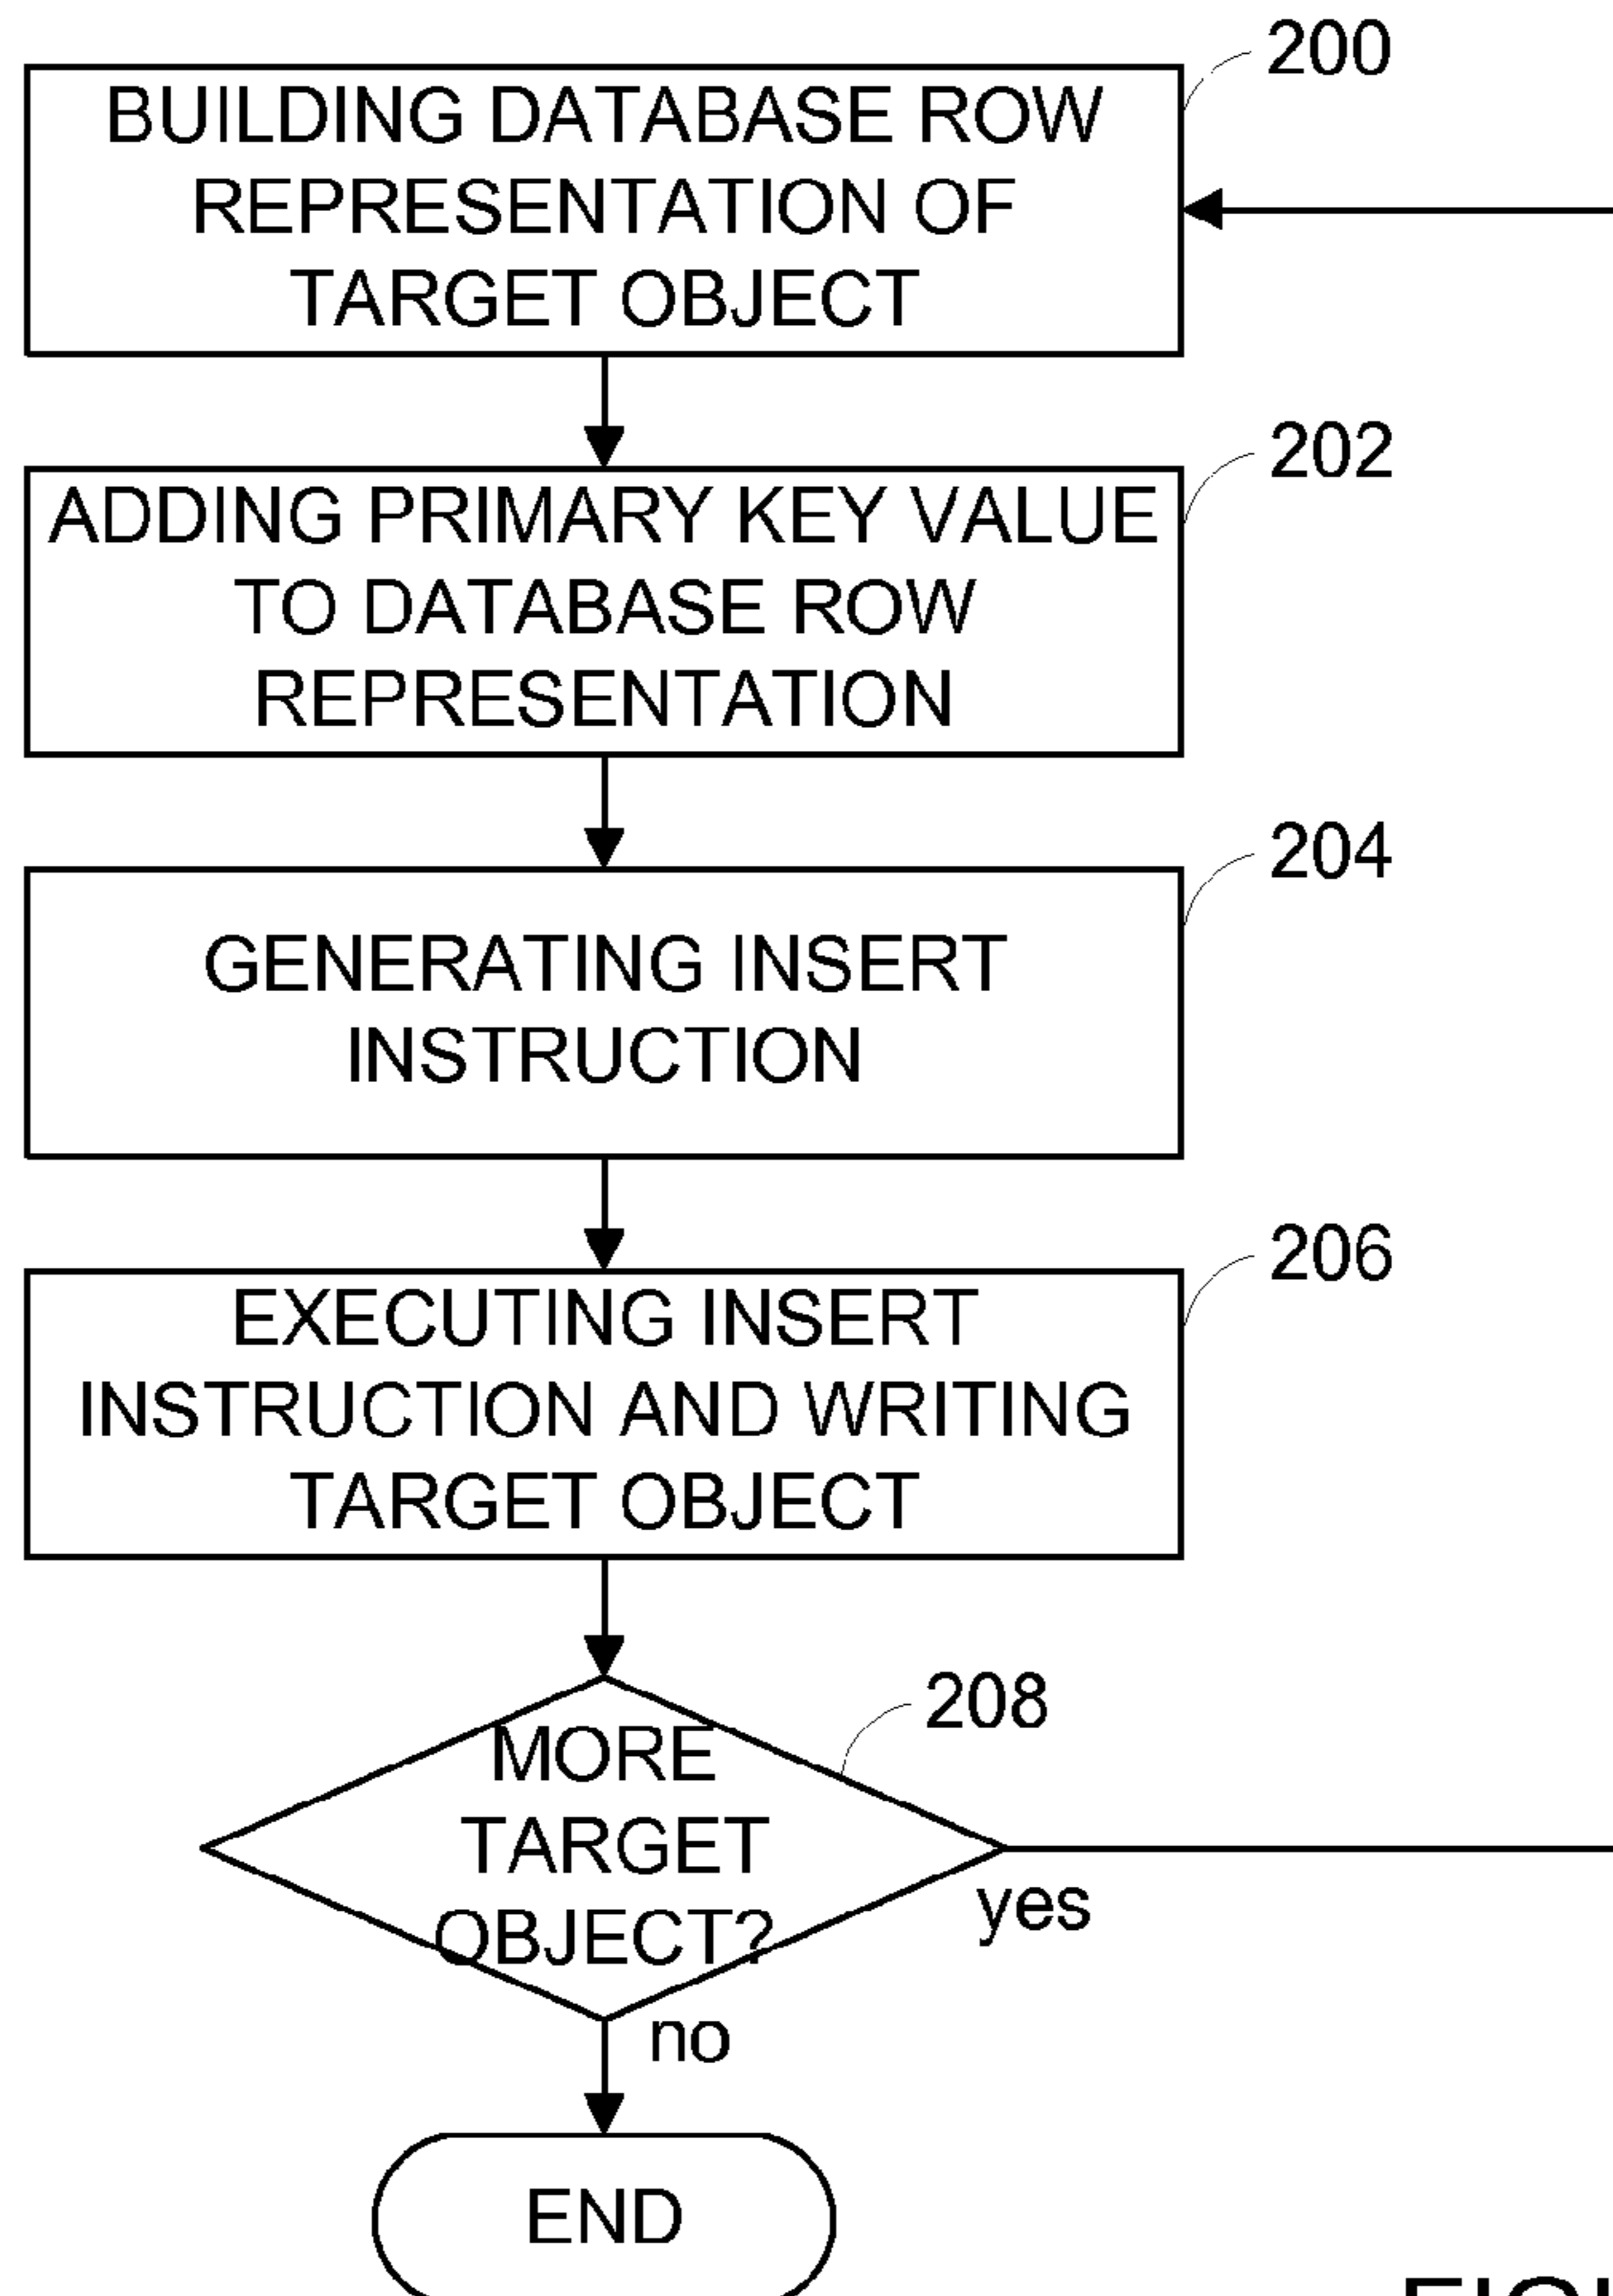 200
BUILDING DATABASE ROW
REPRESENTATION OF
TARGET OBJECT
202
ADDING PRIMARY KEY VALUE
TO DATABASE ROW
REPRESENTATION
204
GENERATING INSERT
INSTRUCTION
206
EXECUTING INSERT
INSTRUCTION AND WRITING
TARGET OBJECT
208
MORE
TARGET
OBJECT?
yes
no
END